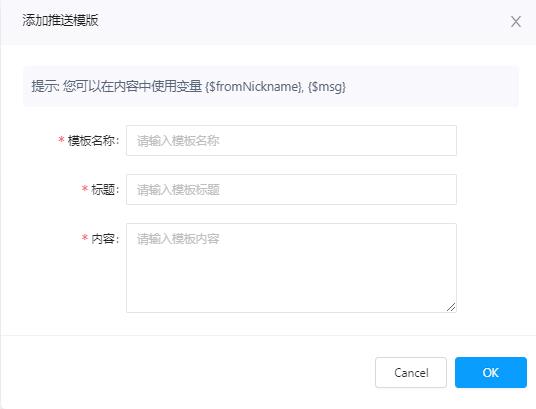 添加推送模版
提示: 您可以在内容中使用变量 {$fromNickname}, {$msg}
* 模板名称: 请输入模板名称
* 标题: 请输入模板标题
* 内容: 请输入模板内容
Cancel OK